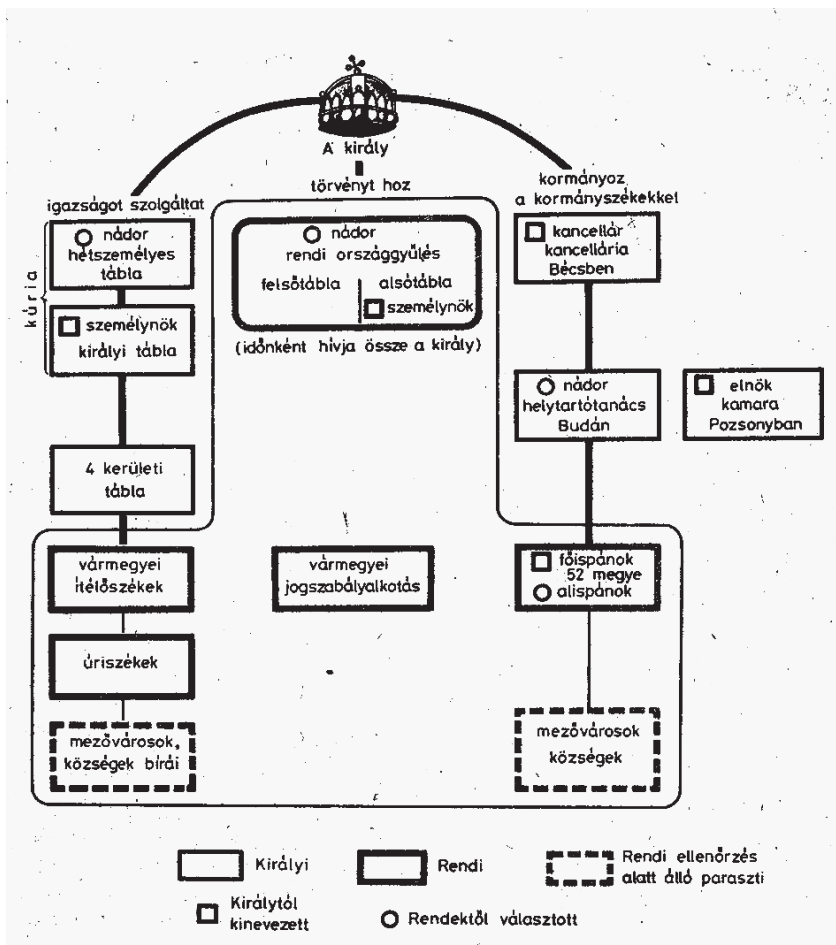 A király
igazságot szolgáltat
törvényt hoz
kormányoz
a kormányszékekkel
kúria
nádor
hétszemélyes
tábla
személynök
királyi tábla
4 kerületi
tábla
nádor
rendi országgyűlés
felsőtábla
alsótábla
személynök
(időnként hívja össze a király)
kancellár
kancellária
Bécsben
nádor
helytartótanács
Budán
elnök
kamara
Pozsonyban
vármegyei
ítélőszékek
vármegyei
jogszabályalkotás
főispánok
52 megye
alispánok
úriszékek
mezővárosok,
községek bírái
mezővárosok
községek
Királyi
Rendi
Rendi ellenőrzés
alatt álló paraszti
Királytól
kinevezett
Rendektől választott